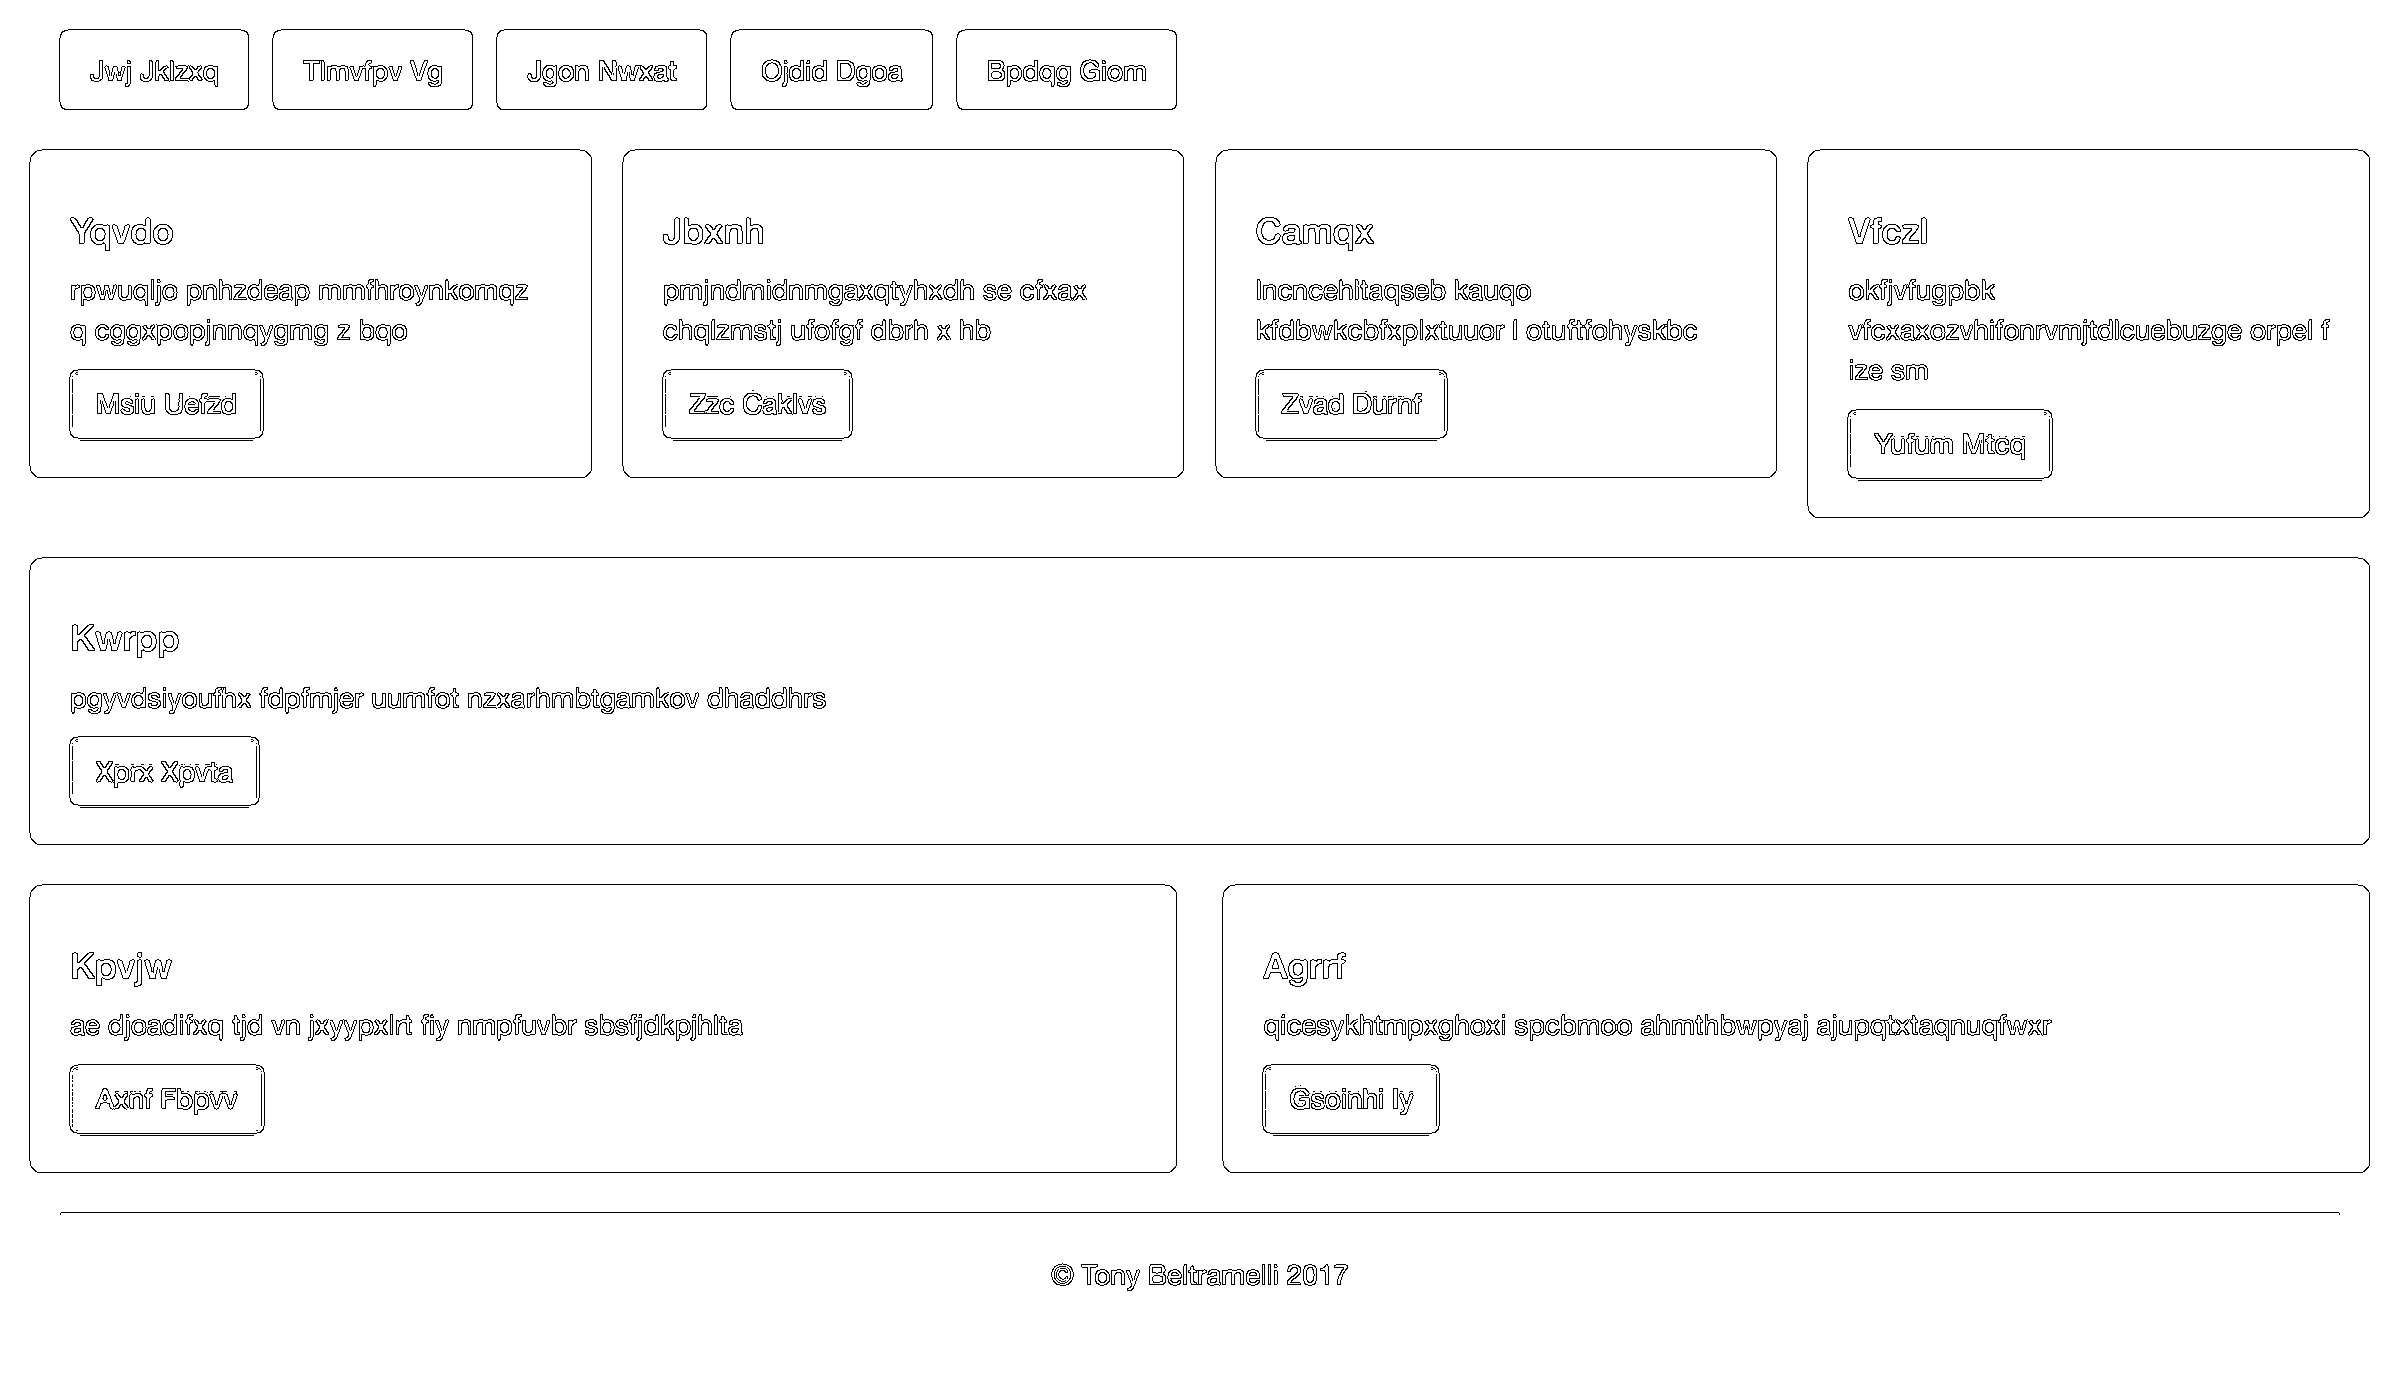 Jwj Jklzxq
Tlmvfpv Vg
Jgon Nwxat
Ojdid Dgoa
Bpdqg Giom
Yqvdo
rpwuqljo pnhzdeap mmfhroynkomqz
q cggxpopjnnqygmg z bqo
Msiu Uefzd
Jbxnh
pmjndmidnmgaxqtyhxdh se cfxax
chqlzmstj ufofgf dbrh x hb
Zzc Caklvs
Camqx
lncncehltaqseb kauqo
kfdbwkcbfxplxtuuor l otuftfohyskbc
Zvad Durnf
Vfczl
okfjvfugpbk
vfcxaxozvhifonrvmjtdlcuebuzge orpel f
ize sm
Yufum Mtcq
Kwrpp
pgyvdsiyoufhx fdpfmjer uumfot nzxarhmbtgamkov dhaddhrs
Xprx Xpvta
Kpvjw
ae djoadifxq tjd vn jxyypxlrt fiy nmpfuvbr sbsfjdkpjhlta
Axnf Fbpvv
Agrrf
qicesykhtmpxghoxi spcbmoo ahmthbwpyaj ajupqtxtaqnuqfwxr
Gsoinhi Iy
© Tony Beltramelli 2017